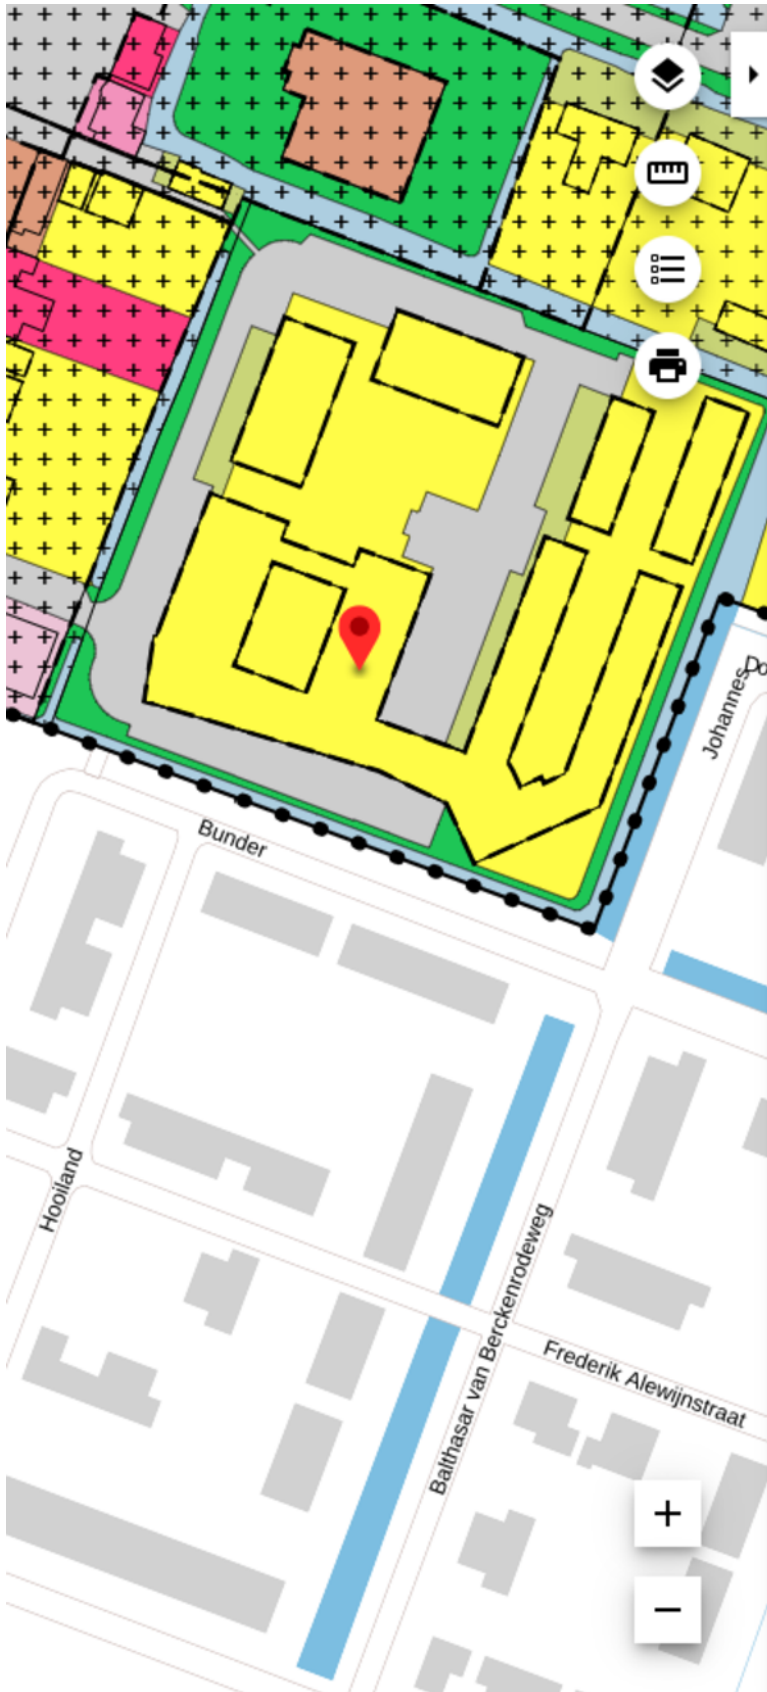 Do
Johannes
Bunder
Hooiland
Balthasar van Berckenrodeweg
Frederik Alewijnstraat